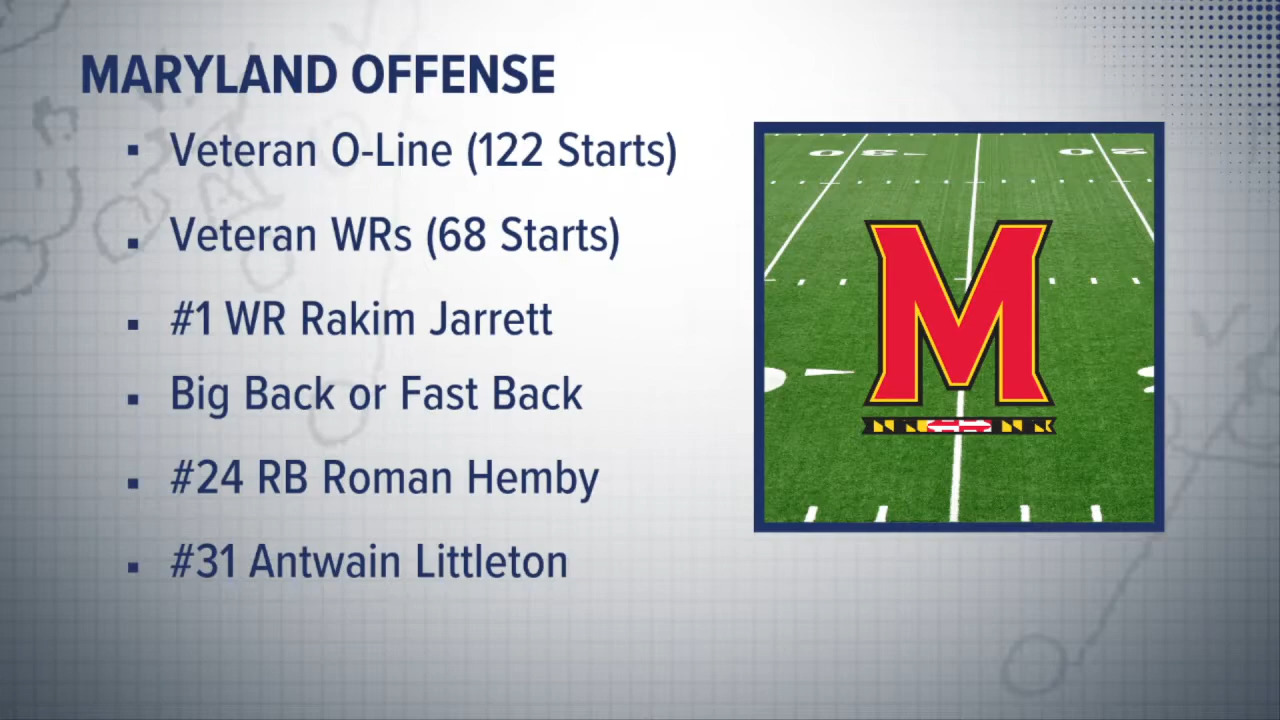 MARYLAND OFFENSE
▪ Veteran O-Line (122 Starts)
▪ Veteran WRs (68 Starts)
▪ #1 WR Rakim Jarrett
▪ Big Back or Fast Back
▪ #24 RB Roman Hemby
▪ #31 Antwain Littleton
M